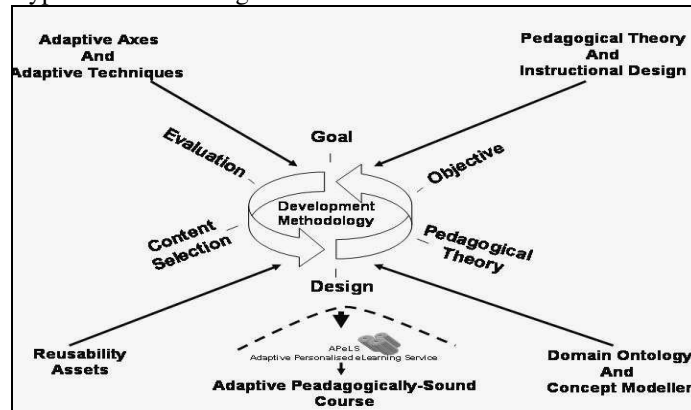 Adaptive Axes
And
Adaptive Techniques
Pedagogical Theory
And
Instructional Design
Goal
Evaluation
Objective
Development
Methodology
Content
Selection
Pedagogical
Theory
Design
APeLS
Adaptive Personalised eLearning Service
Reusability
Assets
Adaptive Peadagogically-Sound
Course
Domain Ontology
And
Concept Modeller